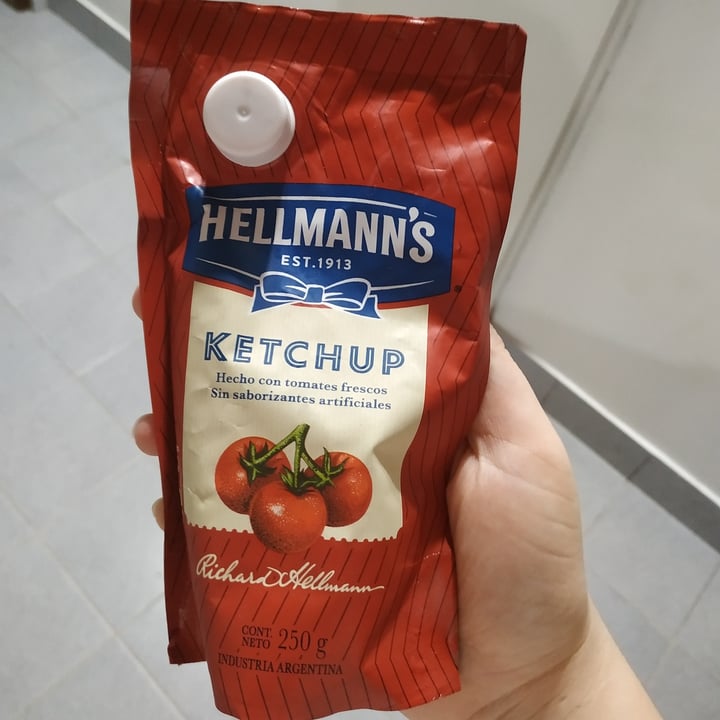 HELLMANN'S
EST.1913
KETCHUP
Hecho con tomates frescos
Sin saborizantes artificiales
Richard Hellmann
CONT.
NETO 250 g
INDUSTRIA ARGENTINA